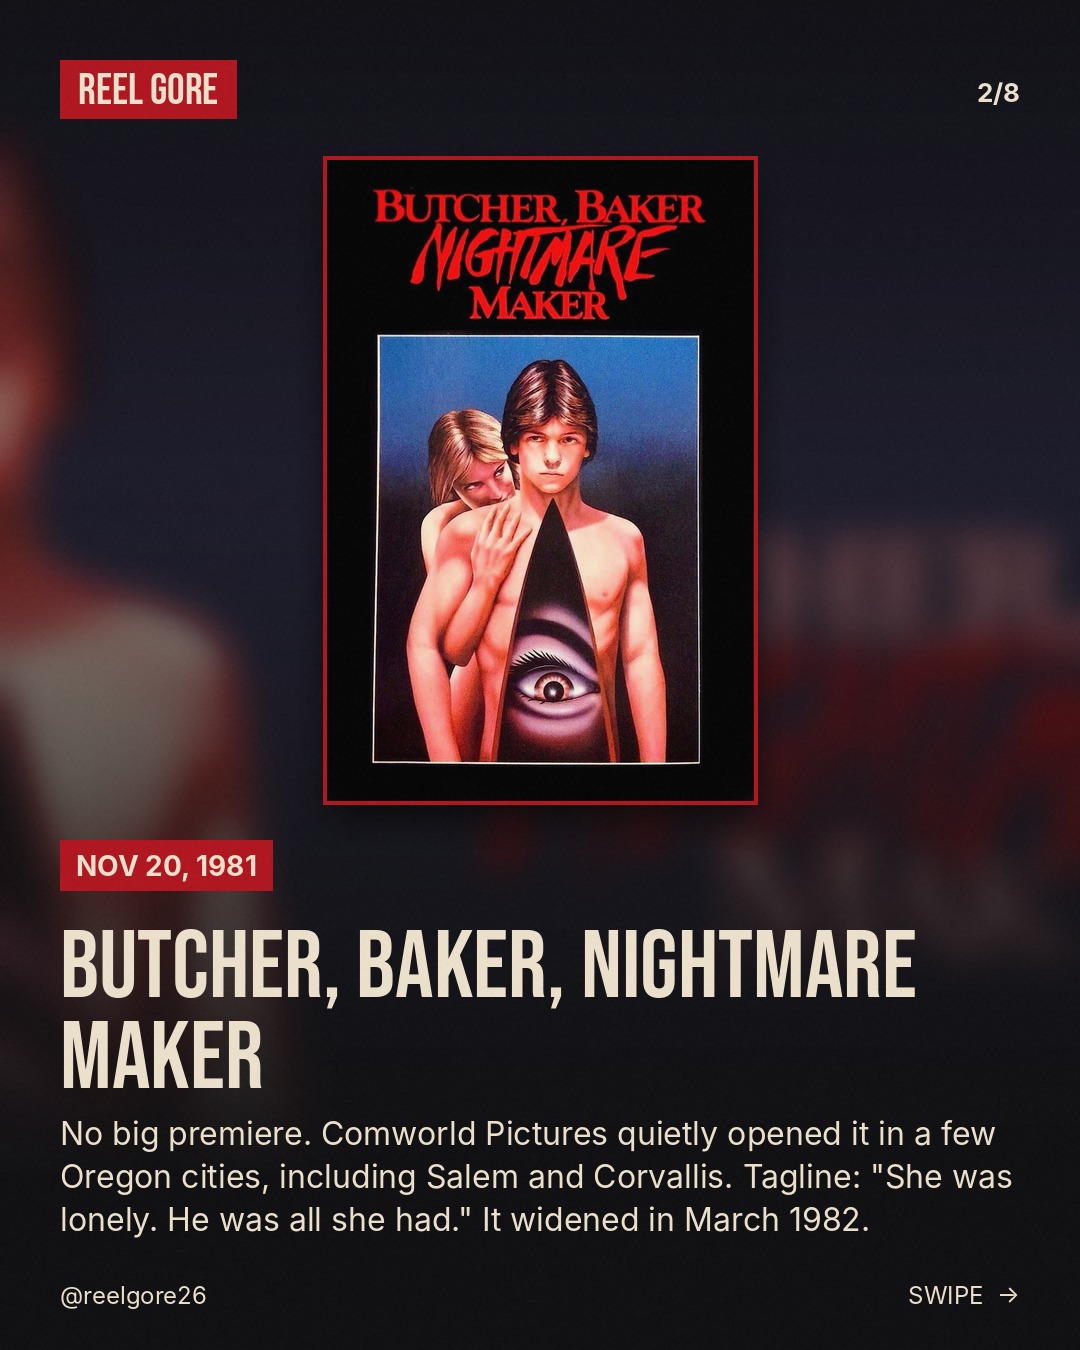 REEL GORE
2/8
BUTCHER, BAKER
NIGHTMARE
MAKER
NOV 20, 1981
BUTCHER, BAKER, NIGHTMARE
MAKER
No big premiere. Comworld Pictures quietly opened it in a few
Oregon cities, including Salem and Corvallis. Tagline: "She was
lonely. He was all she had." It widened in March 1982.
@reelgore26
SWIPE →